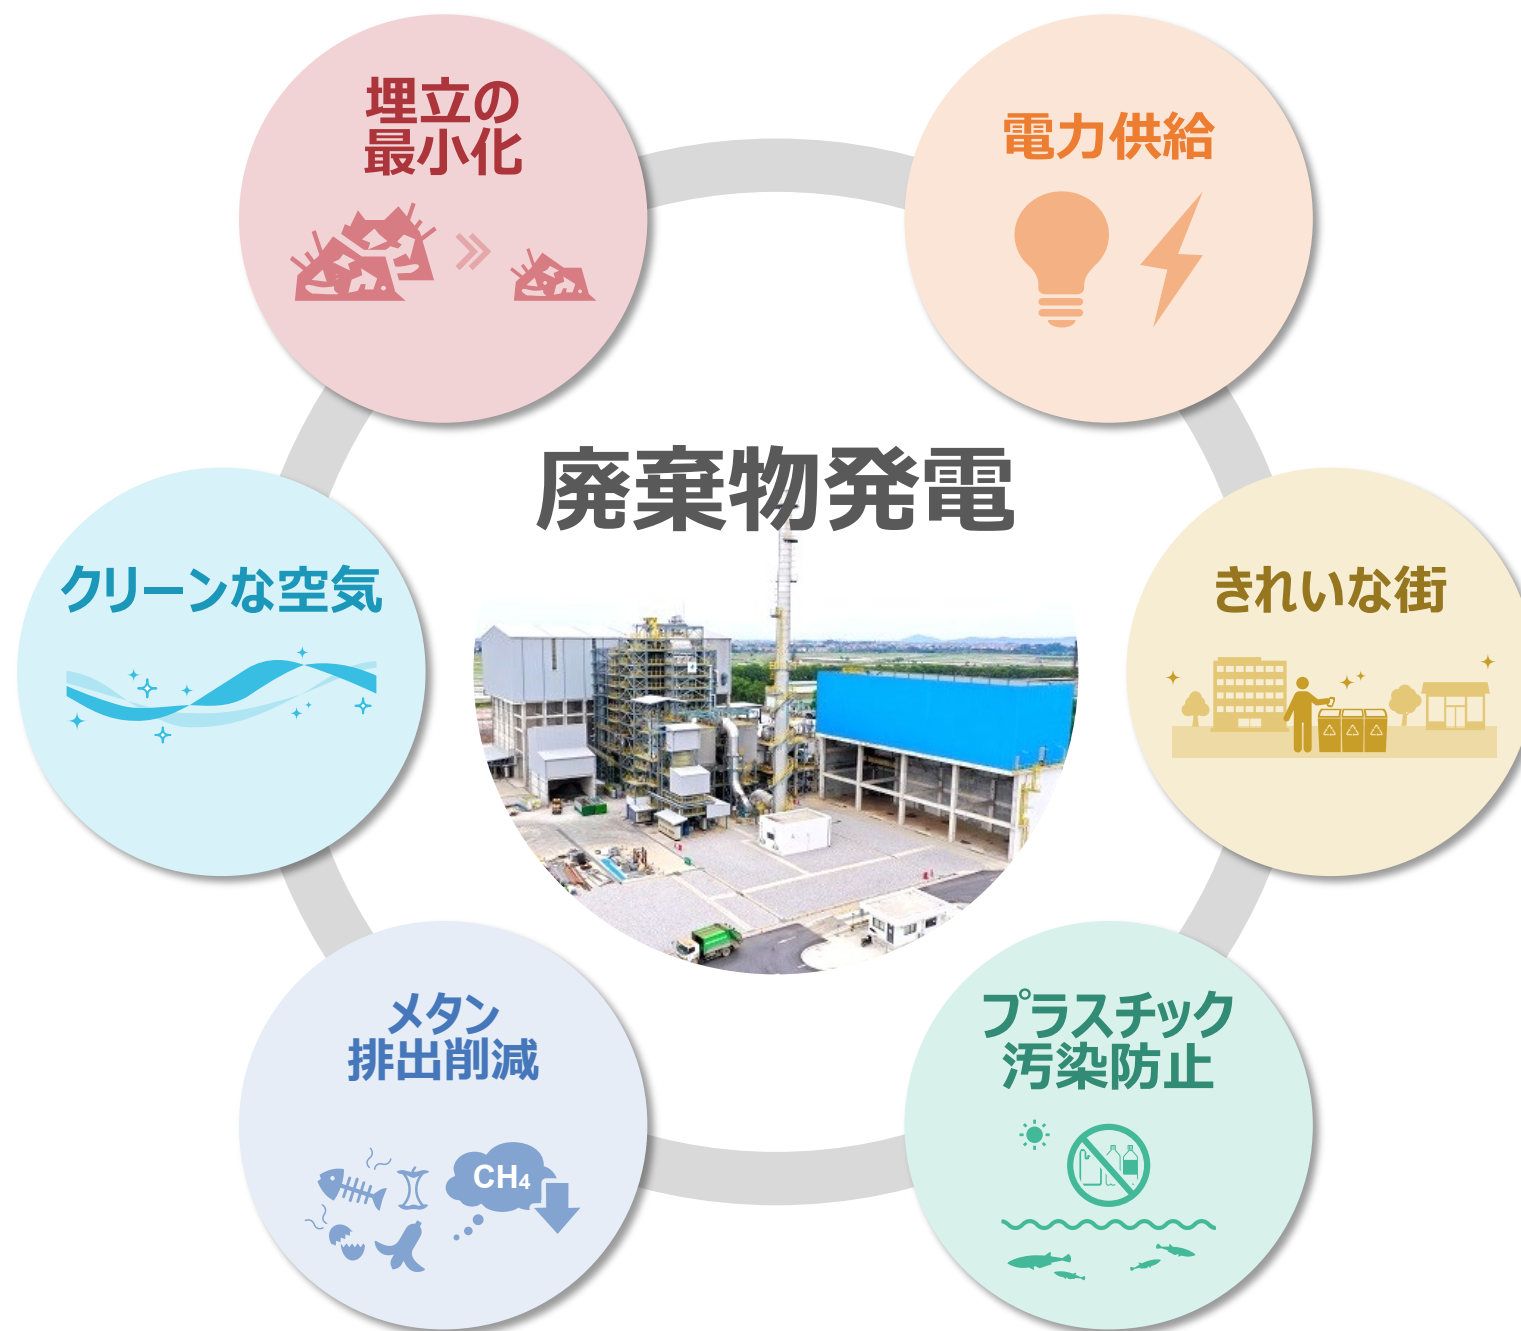 埋立の
最小化
電力供給
廃棄物発電
クリーンな空気
きれいな街
メタン
排出削減
CH₄
プラスチック
汚染防止